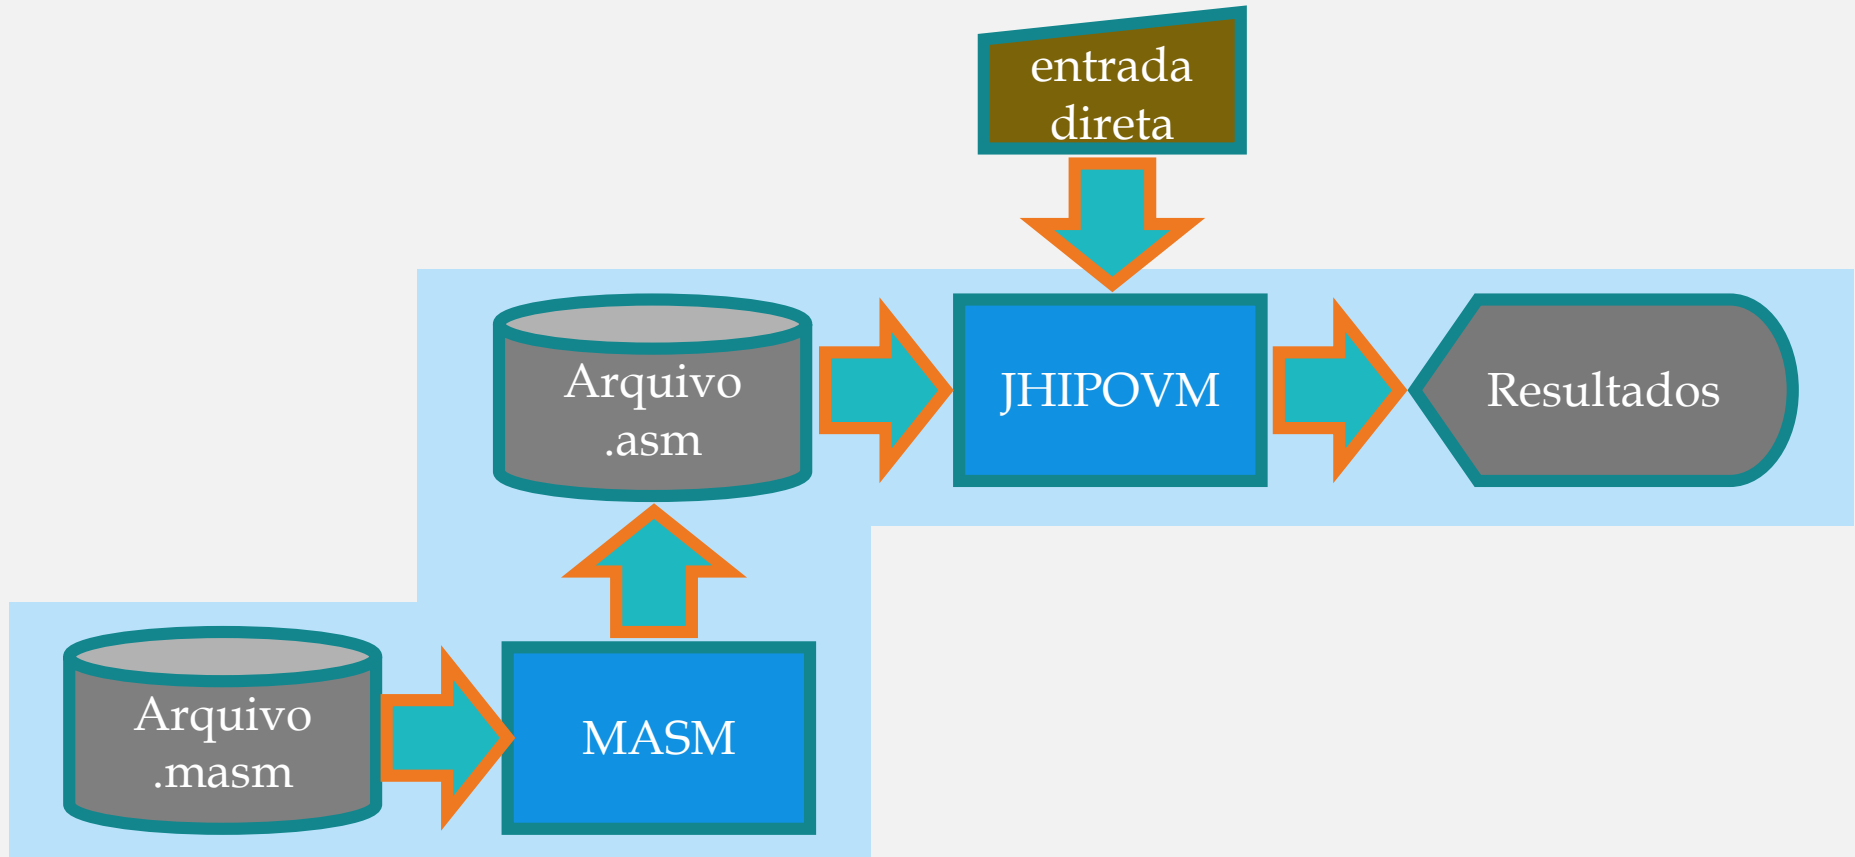 entrada
direta
Arquivo
.asm
JHIPOVM
Resultados
Arquivo
.masm
MASM